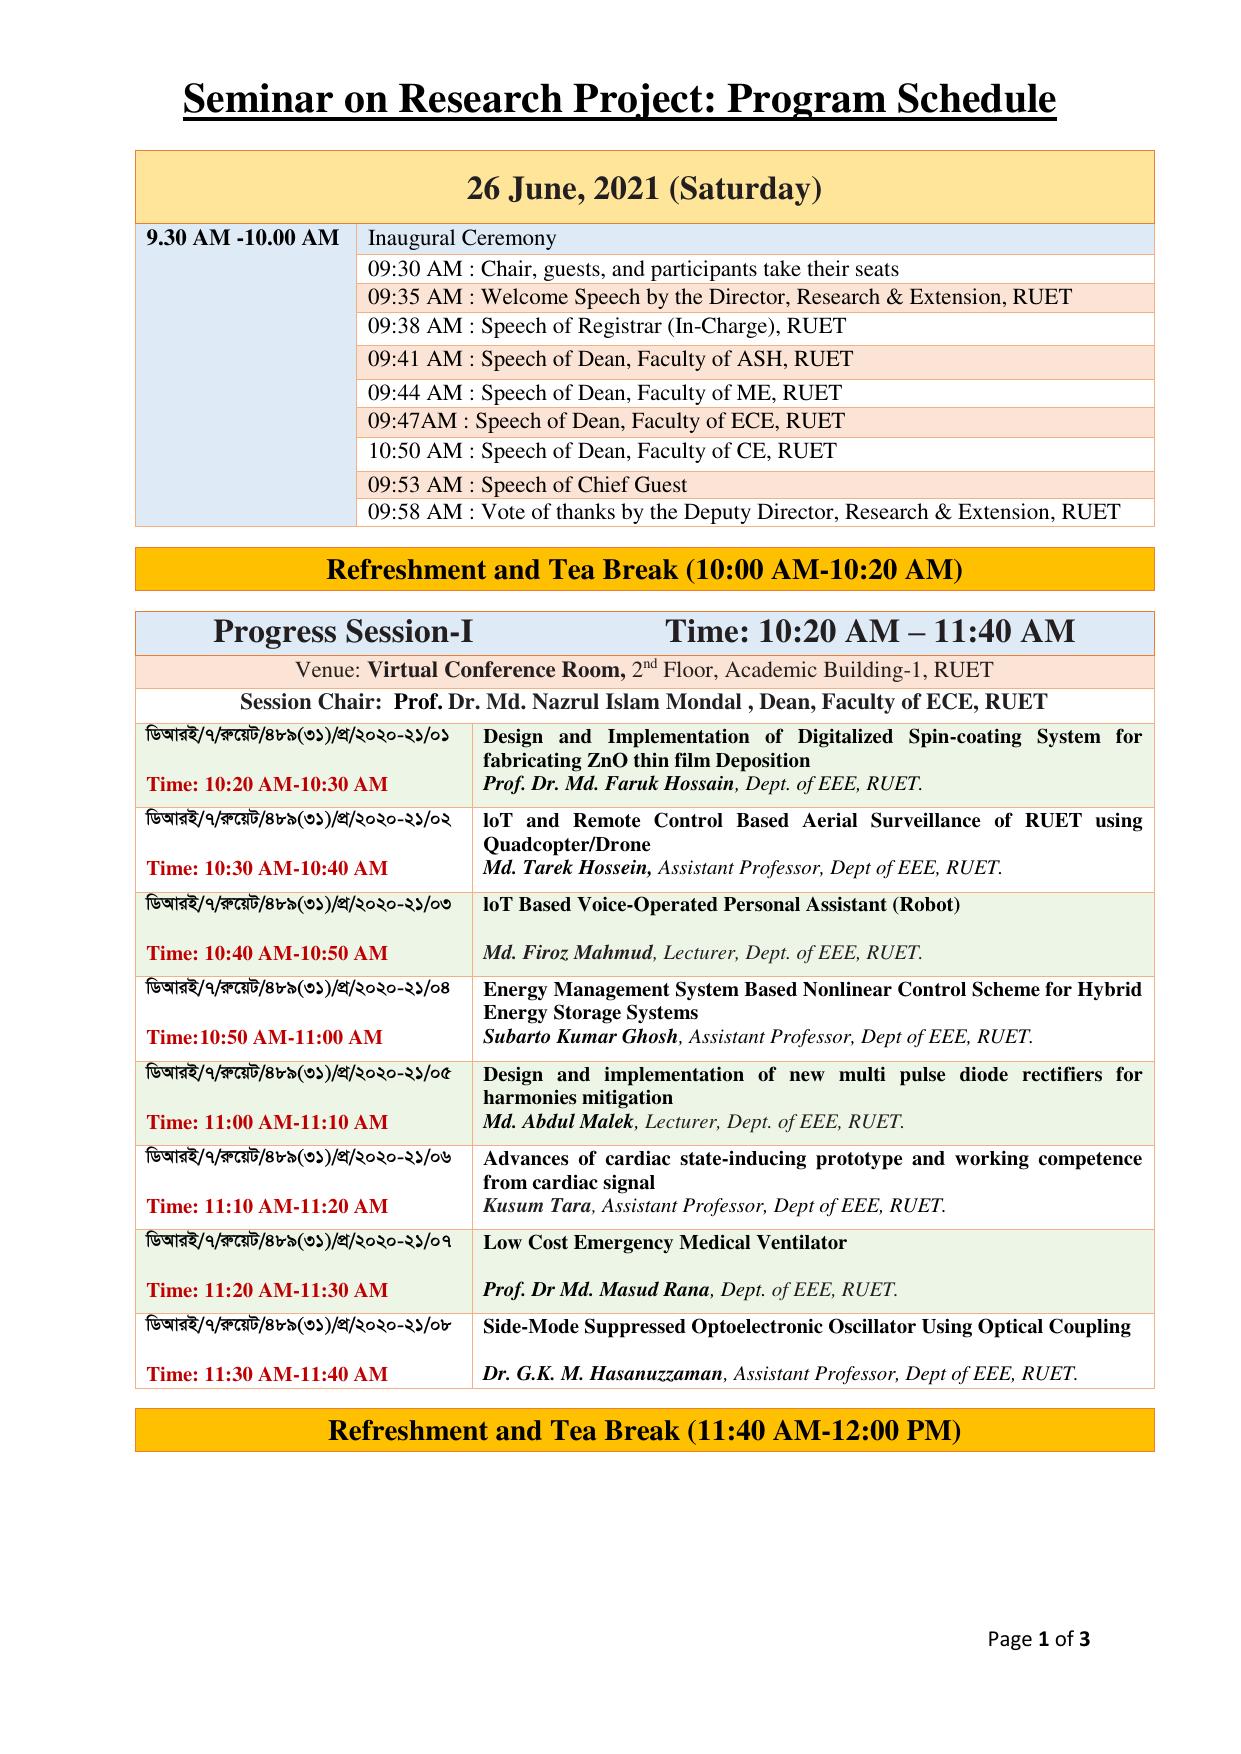 Seminar on Research Project: Program Schedule
26 June, 2021 (Saturday)
9.30 AM -10.00 AM
Inaugural Ceremony
09:30 AM : Chair, guests, and participants take their seats
09:35 AM : Welcome Speech by the Director, Research & Extension, RUET
09:38 AM : Speech of Registrar (In-Charge), RUET
09:41 AM : Speech of Dean, Faculty of ASH, RUET
09:44 AM : Speech of Dean, Faculty of ME, RUET
09:47AM : Speech of Dean, Faculty of ECE, RUET
10:50 AM : Speech of Dean, Faculty of CE, RUET
09:53 AM : Speech of Chief Guest
09:58 AM : Vote of thanks by the Deputy Director, Research & Extension, RUET
Refreshment and Tea Break (10:00 AM-10:20 AM)
Progress Session-I Time: 10:20 AM – 11:40 AM
Venue: Virtual Conference Room, 2nd Floor, Academic Building-1, RUET
Session Chair: Prof. Dr. Md. Nazrul Islam Mondal , Dean, Faculty of ECE, RUET
ডিআরই/৭/রুয়েট/৪৮৯(৩১)/প্র/২০২০-২১/০১
Time: 10:20 AM-10:30 AM
Design and Implementation of Digitalized Spin-coating System for
fabricating ZnO thin film Deposition
Prof. Dr. Md. Faruk Hossain, Dept. of EEE, RUET.
ডিআরই/৭/রুয়েট/৪৮৯(৩১)/প্র/২০২০-২১/০২
Time: 10:30 AM-10:40 AM
loT and Remote Control Based Aerial Surveillance of RUET using
Quadcopter/Drone
Md. Tarek Hossein, Assistant Professor, Dept of EEE, RUET.
ডিআরই/৭/রুয়েট/৪৮৯(৩১)/প্র/২০২০-২১/০৩
Time: 10:40 AM-10:50 AM
loT Based Voice-Operated Personal Assistant (Robot)
Md. Firoz Mahmud, Lecturer, Dept. of EEE, RUET.
ডিআরই/৭/রুয়েট/৪৮৯(৩১)/প্র/২০২০-২১/০৪
Time:10:50 AM-11:00 AM
Energy Management System Based Nonlinear Control Scheme for Hybrid
Energy Storage Systems
Subarto Kumar Ghosh, Assistant Professor, Dept of EEE, RUET.
ডিআরই/৭/রুয়েট/৪৮৯(৩১)/প্র/২০২০-২১/০৫
Time: 11:00 AM-11:10 AM
Design and implementation of new multi pulse diode rectifiers for
harmonies mitigation
Md. Abdul Malek, Lecturer, Dept. of EEE, RUET.
ডিআরই/৭/রুয়েট/৪৮৯(৩১)/প্র/২০২০-২১/০৬
Time: 11:10 AM-11:20 AM
Advances of cardiac state-inducing prototype and working competence
from cardiac signal
Kusum Tara, Assistant Professor, Dept of EEE, RUET.
ডিআরই/৭/রুয়েট/৪৮৯(৩১)/প্র/২০২০-২১/০৭
Time: 11:20 AM-11:30 AM
Low Cost Emergency Medical Ventilator
Prof. Dr Md. Masud Rana, Dept. of EEE, RUET.
ডিআরই/৭/রুয়েট/৪৮৯(৩১)/প্র/২০২০-২১/০৮
Time: 11:30 AM-11:40 AM
Side-Mode Suppressed Optoelectronic Oscillator Using Optical Coupling
Dr. G.K. M. Hasanuzzaman, Assistant Professor, Dept of EEE, RUET.
Refreshment and Tea Break (11:40 AM-12:00 PM)
Page 1 of 3